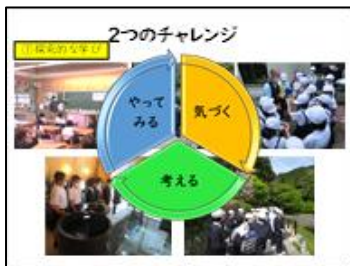 2つのチャレンジ
①探究的な学び
やって
みる
気づく
考える